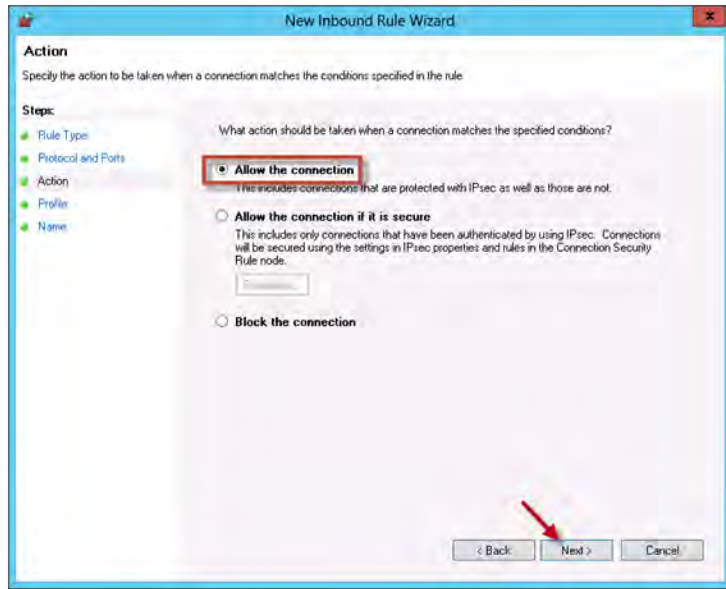 New Inbound Rule Wizard
Action
Specify the action to be taken when a connection matches the conditions specified in the rule.
Steps:
Rule Type
Protocol and Ports
Action
Profile
Name
What action should be taken when a connection matches the specified conditions?
Allow the connection
This includes connections that are protected with IPsec as well as those are not.
Allow the connection if it is secure
This includes only connections that have been authenticated by using IPsec. Connections
will be secured using the settings in IPsec properties and rules in the Connection Security
Rule node.
Block the connection
< Back
Next >
Cancel